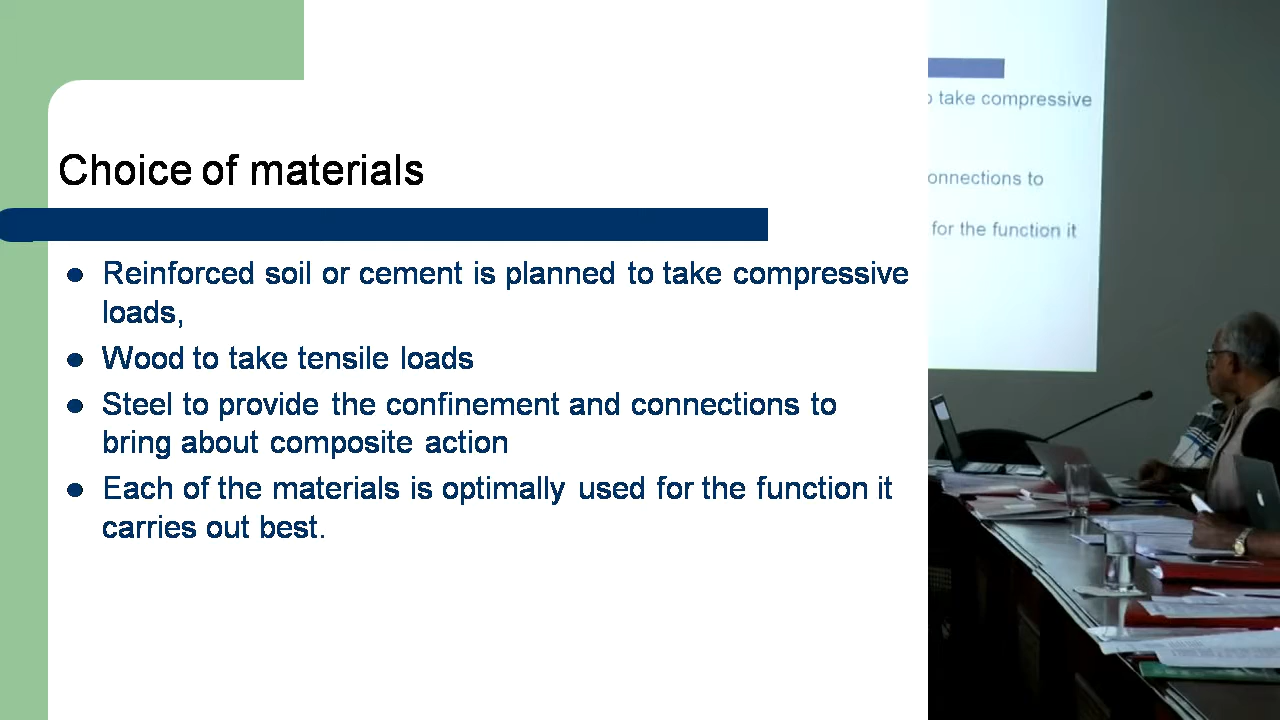 Choice of materials
Reinforced soil or cement is planned to take compressive
loads,
Wood to take tensile loads
Steel to provide the confinement and connections to
bring about composite action
Each of the materials is optimally used for the function it
carries out best.
take compressive
onnections to
for the function it